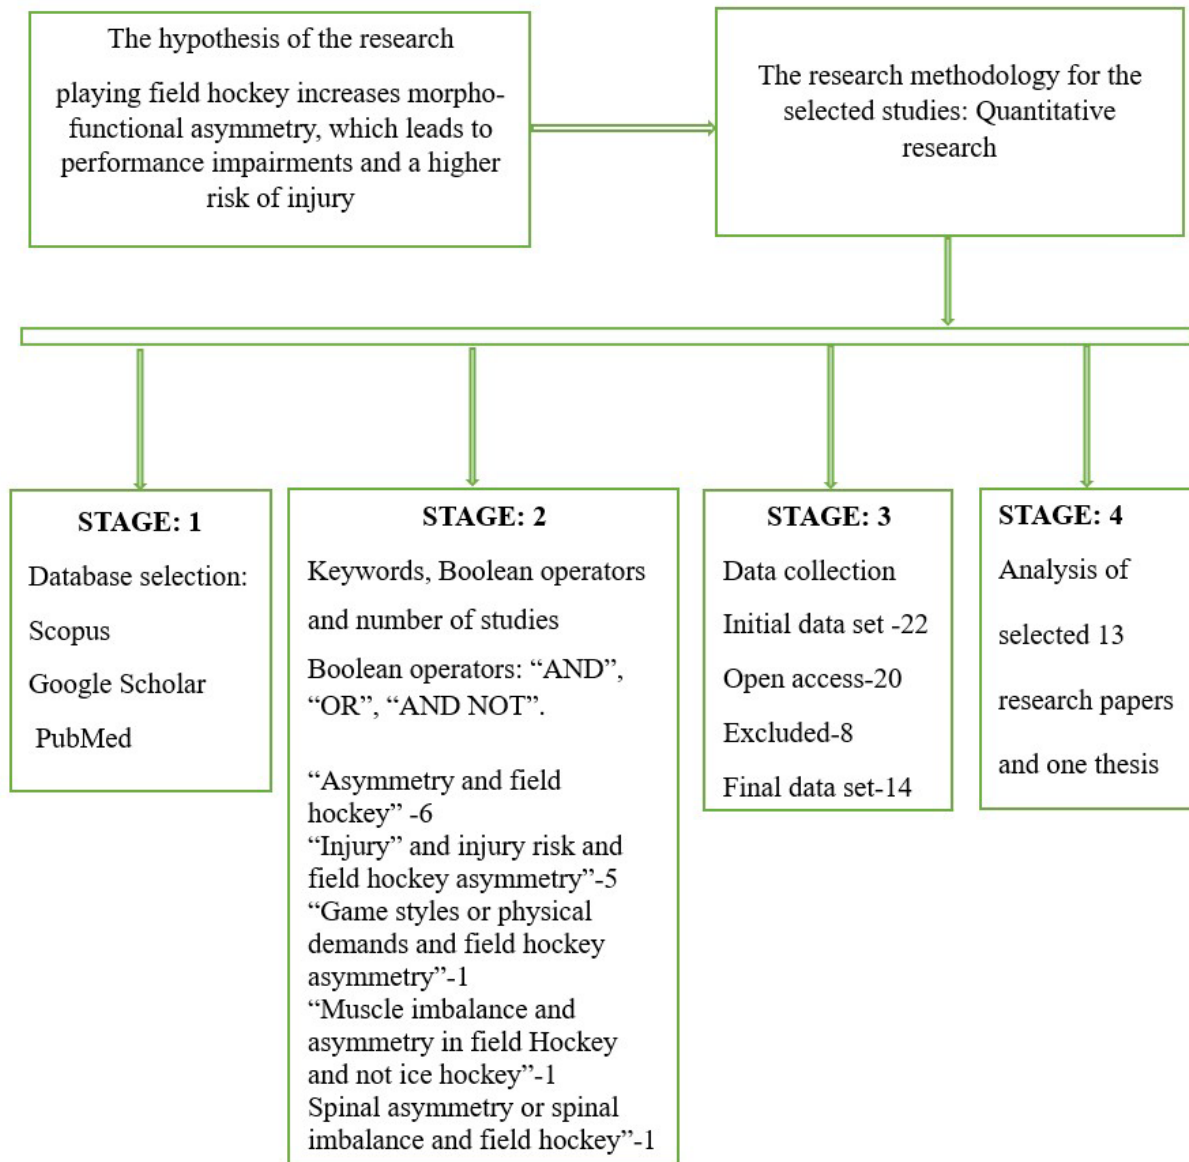 The hypothesis of the research
playing field hockey increases morpho-
functional asymmetry, which leads to
performance impairments and a higher
risk of injury
The research methodology for the
selected studies: Quantitative
research
STAGE: 1
Database selection:
Scopus
Google Scholar
PubMed
STAGE: 2
Keywords, Boolean operators
and number of studies
Boolean operators: “AND”,
“OR”, “AND NOT”.
“Asymmetry and field
hockey” -6
“Injury” and injury risk and
field hockey asymmetry”-5
“Game styles or physical
demands and field hockey
asymmetry”-1
“Muscle imbalance and
asymmetry in field Hockey
and not ice hockey”-1
Spinal asymmetry or spinal
imbalance and field hockey”-1
STAGE: 3
Data collection
Initial data set -22
Open access-20
Excluded-8
Final data set-14
STAGE: 4
Analysis of
selected 13
research papers
and one thesis